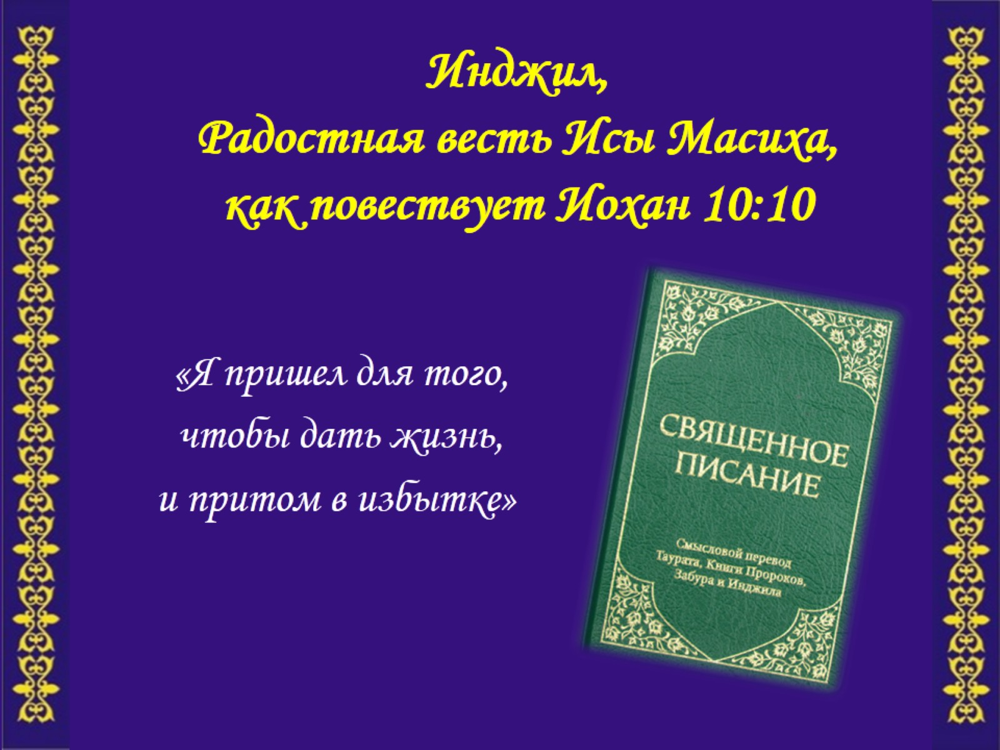 Инджил,
Радостная весть Исы Масиха,
как повествует Иохан 10:10
«Я пришел для того,
чтобы дать жизнь,
и притом в избытке»
СВЯЩЕННОЕ
ПИСАНИЕ
Смысловой перевод
Таурата, Книги Пророков,
Забура и Инджила